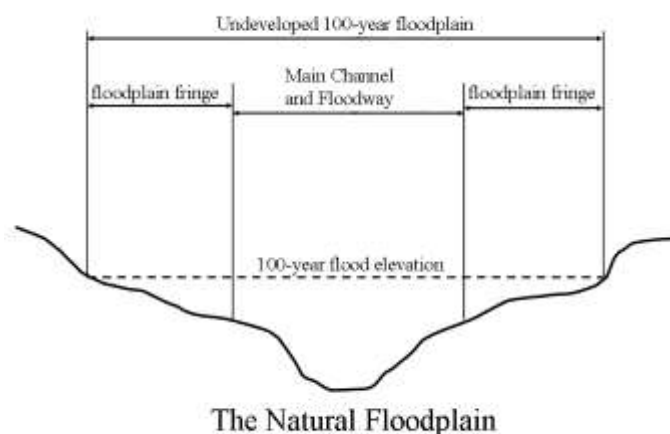 Undeveloped 100-year floodplain
Main Channel
and Floodway
floodplain fringe
floodplain fringe
100-year flood elevation
The Natural Floodplain